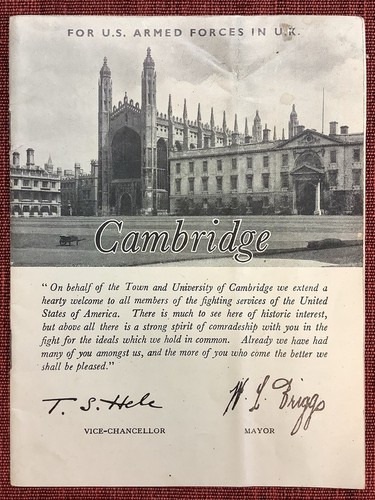 FOR U.S. ARMED FORCES IN U.K.
Cambridge
"On behalf of the Town and University of Cambridge we extend a
hearty welcome to all members of the fighting services of the United
States of America. There is much to see here of historic interest,
but above all there is a strong spirit of comradeship with you in the
fight for the ideals which we hold in common. Already we have had
many of you amongst us, and the more of you who come the better we
shall be pleased."
T. S. Hele W. L. Briggs
VICE-CHANCELLOR MAYOR